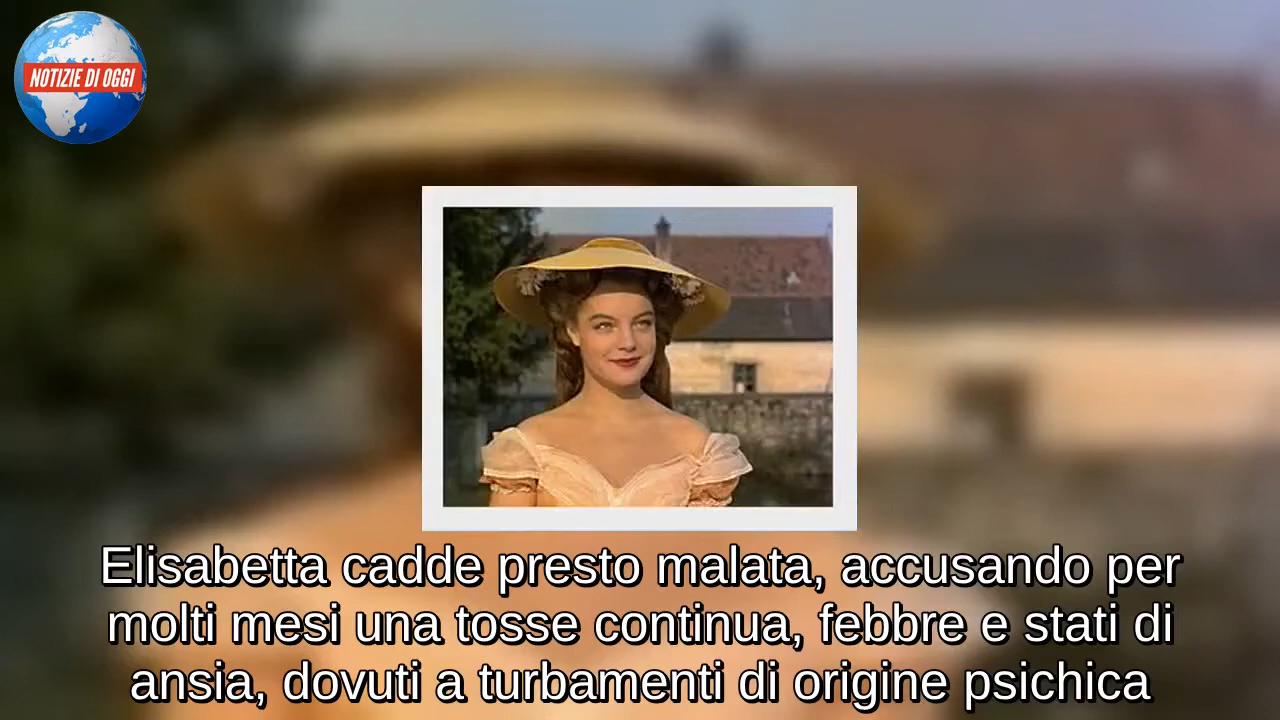 NOTIZIE DI OGGI
Elisabetta cadde presto malata, accusando per
molti mesi una tosse continua, febbre e stati di
ansia, dovuti a turbamenti di origine psichica